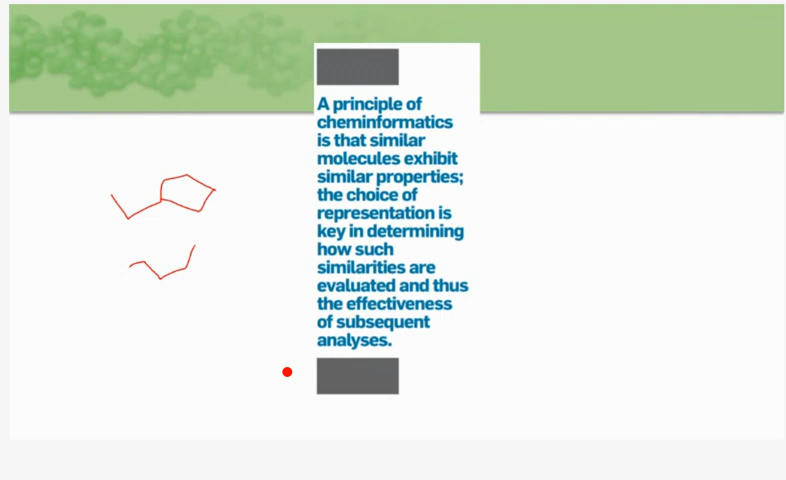 A principle of
cheminformatics
is that similar
molecules exhibit
similar properties;
the choice of
representation is
key in determining
how such
similarities are
evaluated and thus
the effectiveness
of subsequent
analyses.